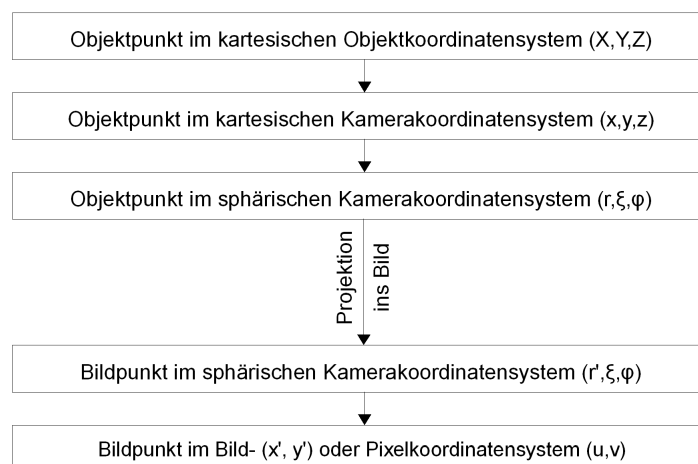 Objektpunkt im kartesischen Objektkoordinatensystem (X,Y,Z)
Objektpunkt im kartesischen Kamerakoordinatensystem (x,y,z)
Objektpunkt im sphärischen Kamerakoordinatensystem (r,ξ,φ)
Projektion
ins Bild
Bildpunkt im sphärischen Kamerakoordinatensystem (r',ξ,φ)
Bildpunkt im Bild- (x', y') oder Pixelkoordinatensystem (u,v)